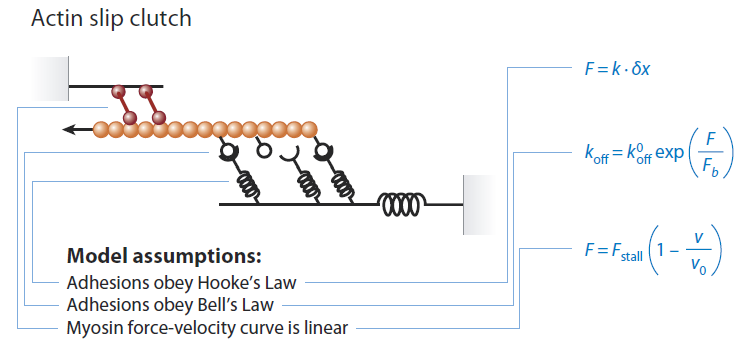 Actin slip clutch
F = k · δx
k_off = k⁰_off exp(F/F_b)
F = F_stall (1 − v/v₀)
Model assumptions:
Adhesions obey Hooke's Law
Adhesions obey Bell's Law
Myosin force-velocity curve is linear